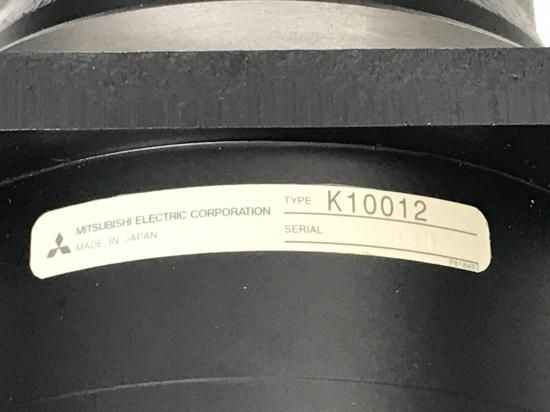 MITSUBISHI ELECTRIC CORPORATION
MADE IN JAPAN
TYPE K10012
SERIAL